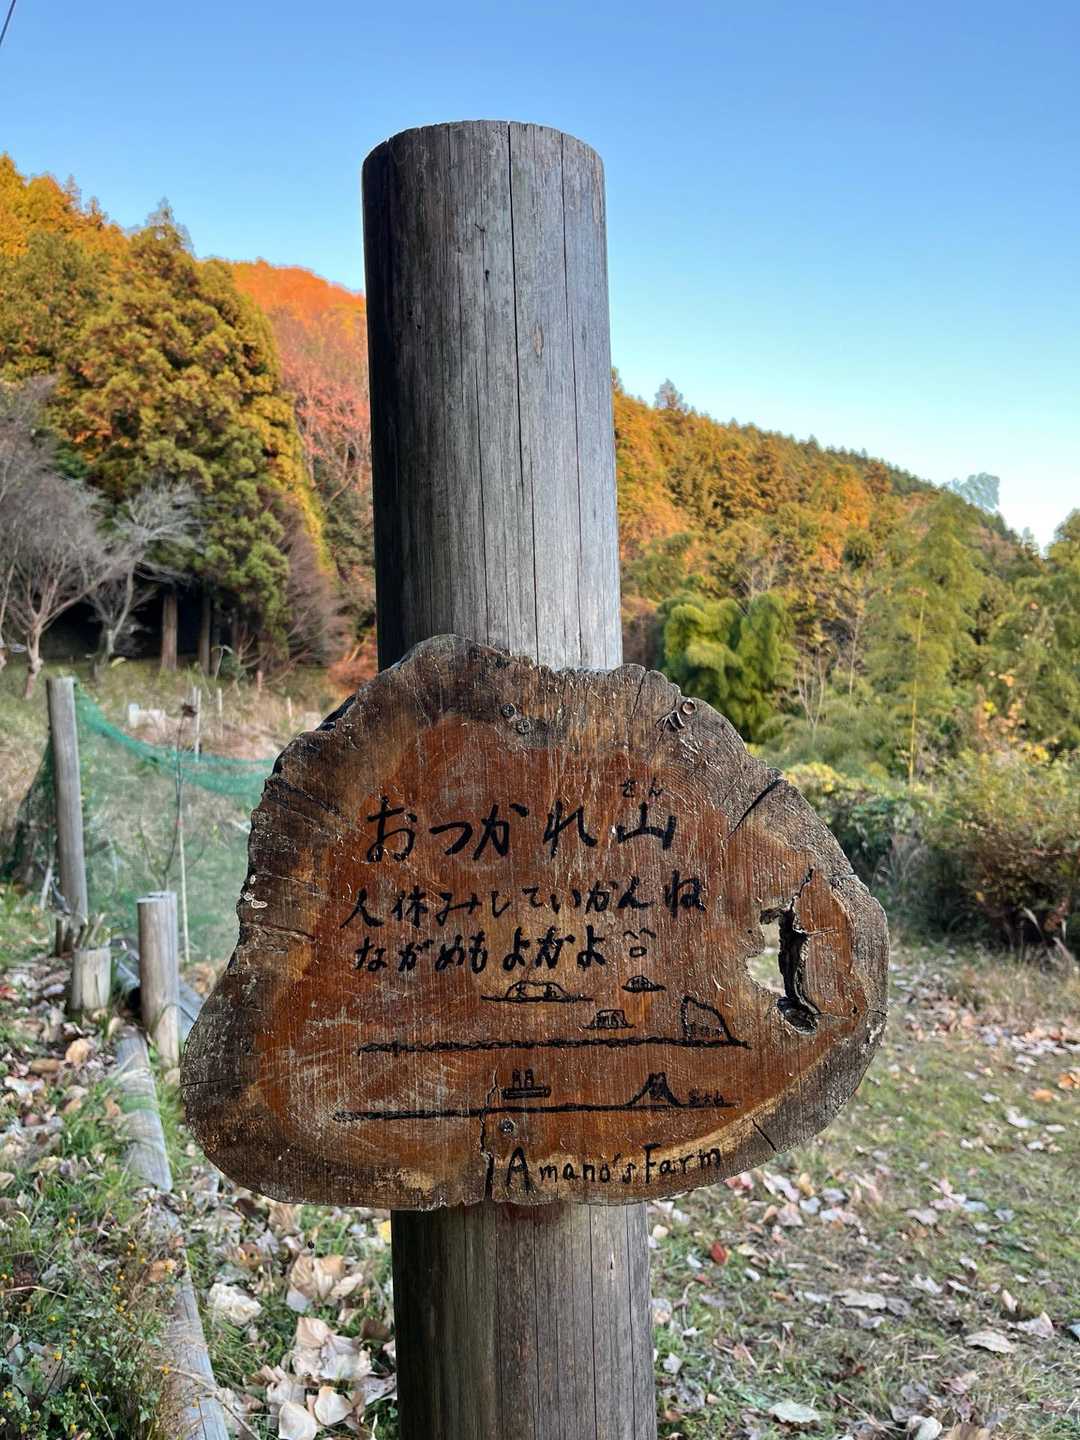 さん
おつかれ山
人休みしていかんね
ながめもよかよ
Amano's Farm